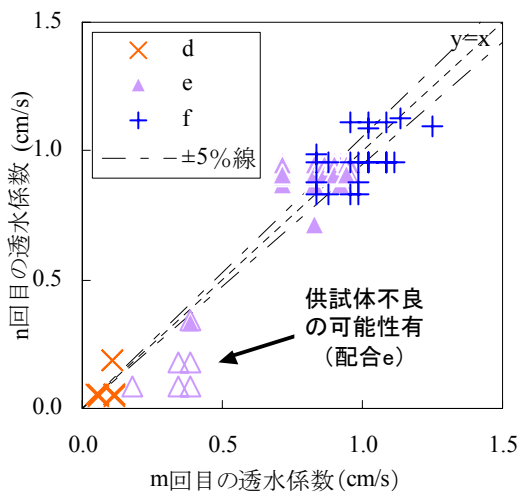 1.5
1.0
0.5
0.0
n回目の透水係数 (cm/s)
d
e
f
±5%線
y=x
供試体不良
の可能性有
（配合e）
0.0 0.5 1.0 1.5
m回目の透水係数(cm/s)